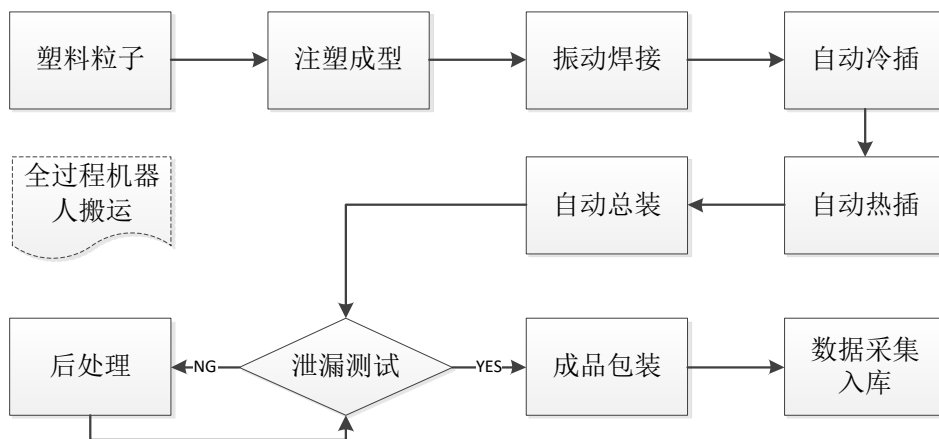 塑料粒子
注塑成型
振动焊接
自动冷插
全过程机器
人搬运
自动总装
自动热插
后处理
NG
泄漏测试
YES
成品包装
数据采集
入库